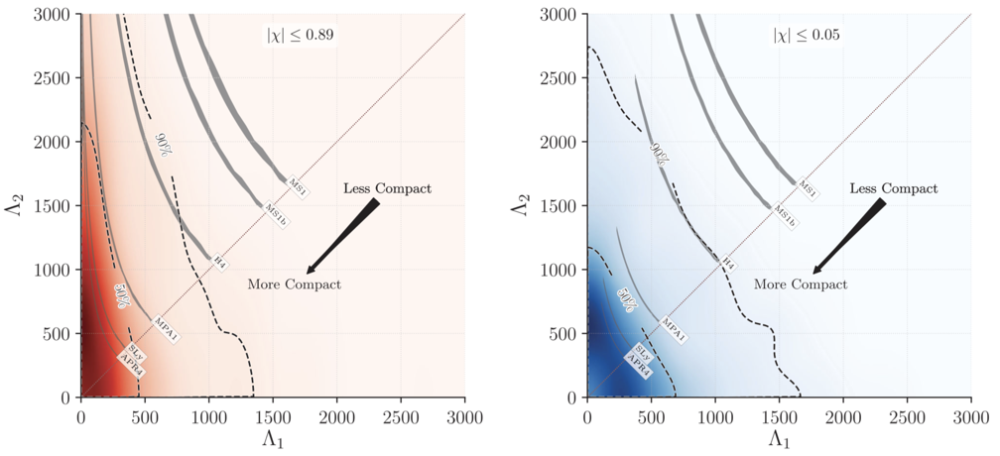 |χ| ≤ 0.89
3000
2500
2000
1500
1000
500
0
Λ₂
90%
50%
MS1
MS1b
H4
MPA1
SLy
APR4
Less Compact
More Compact
0
500
1000
1500
2000
2500
3000
Λ₁
|χ| ≤ 0.05
3000
2500
2000
1500
1000
500
0
Λ₂
90%
50%
MS1
MS1b
H4
MPA1
SLy
APR4
Less Compact
More Compact
0
500
1000
1500
2000
2500
3000
Λ₁